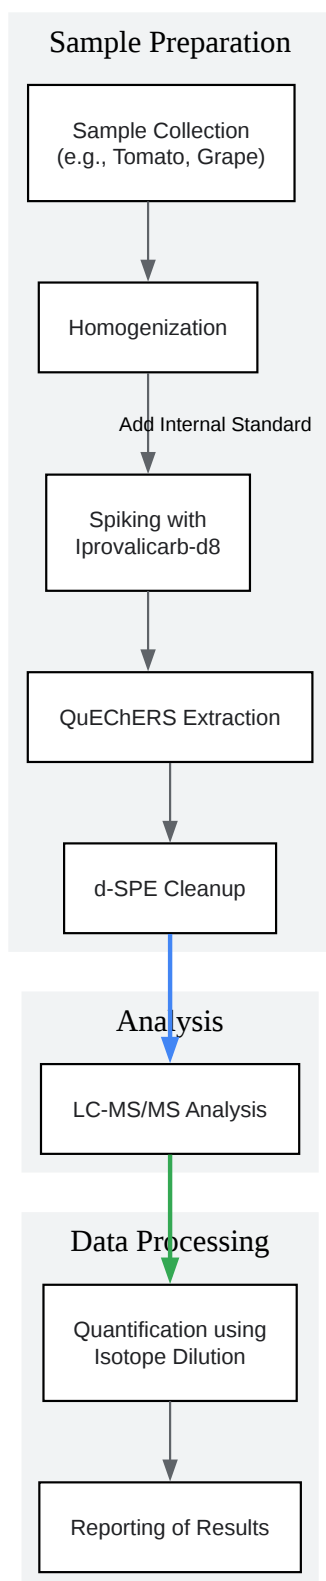 Sample Preparation
Sample Collection
(e.g., Tomato, Grape)
Homogenization
Add Internal Standard
Spiking with
Iprovalicarb-d8
QuEChERS Extraction
d-SPE Cleanup
Analysis
LC-MS/MS Analysis
Data Processing
Quantification using
Isotope Dilution
Reporting of Results